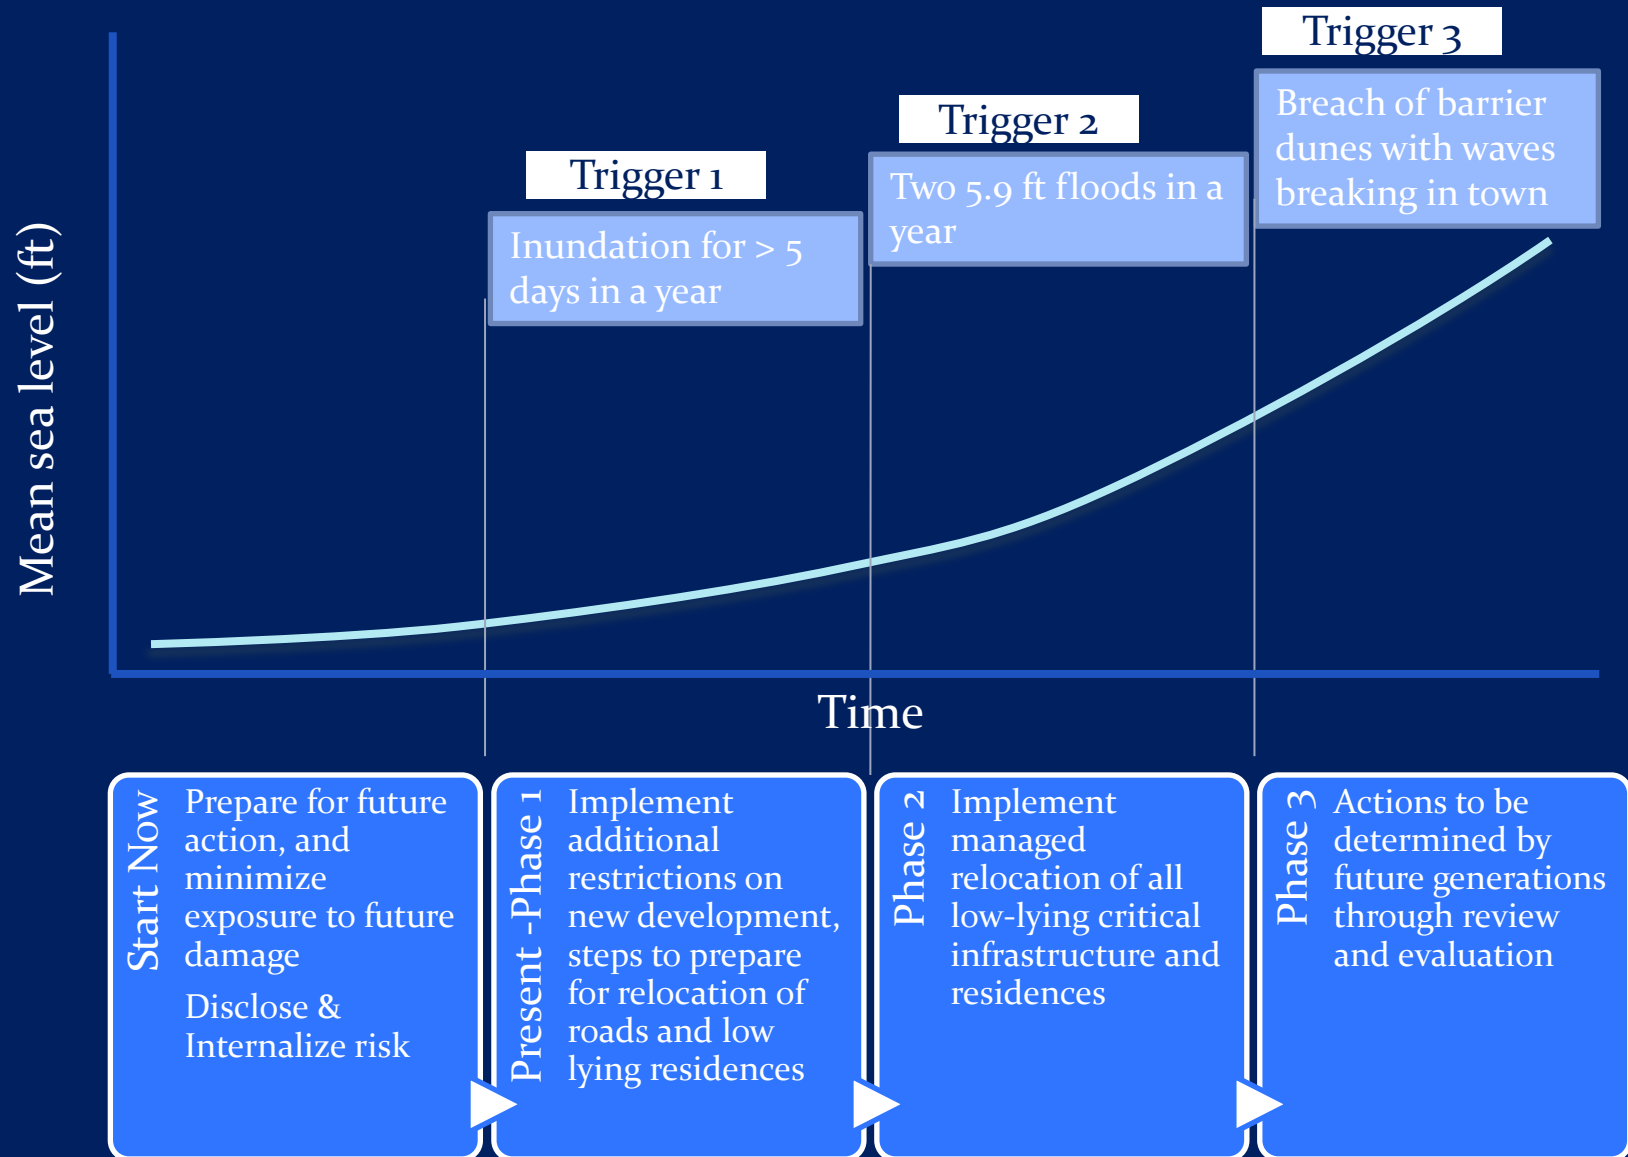 Trigger 3
Breach of barrier
dunes with waves
breaking in town
Trigger 2
Two 5.9 ft floods in a
year
Trigger 1
Inundation for > 5
days in a year
Mean sea level (ft)
Time
Start Now
Prepare for future
action, and
minimize
exposure to future
damage
Disclose &
Internalize risk
Present -Phase 1
Implement
additional
restrictions on
new development,
steps to prepare
for relocation of
roads and low
lying residences
Phase 2
Implement
managed
relocation of all
low-lying critical
infrastructure and
residences
Phase 3
Actions to be
determined by
future generations
through review
and evaluation